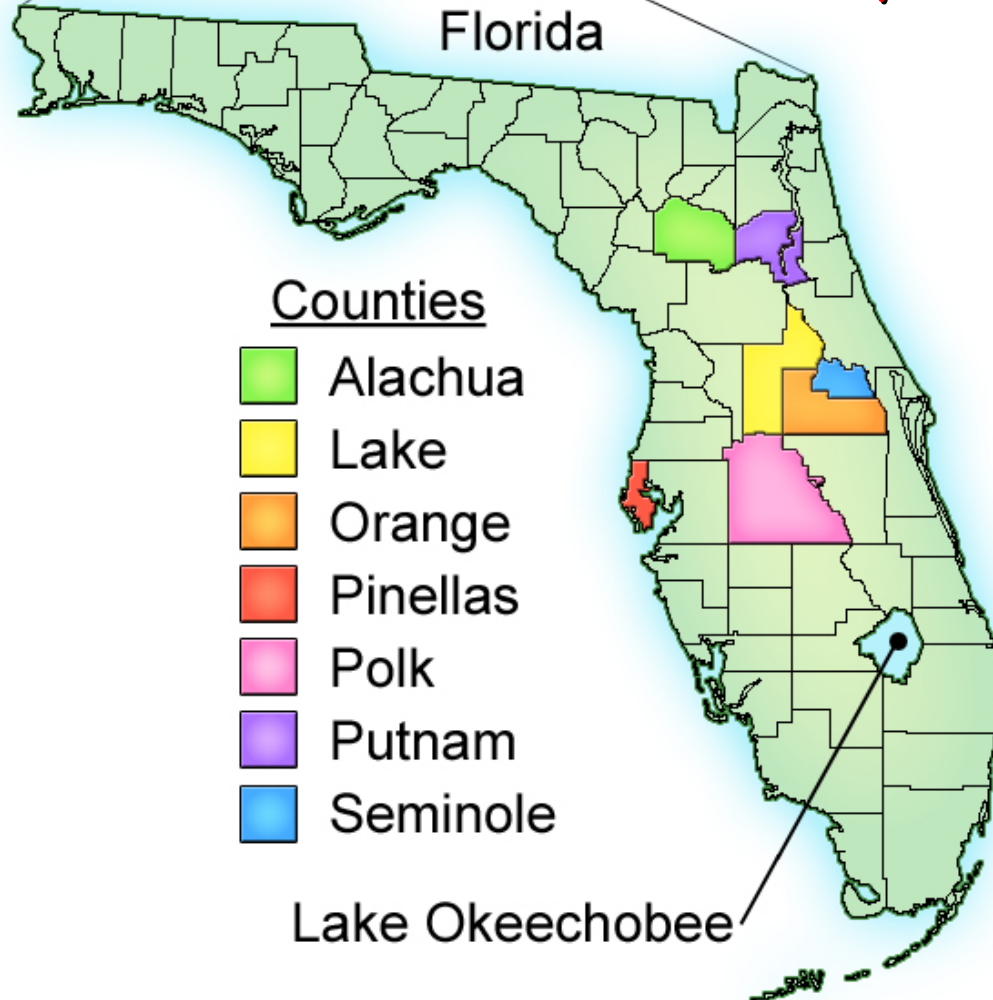 Florida
Counties
Alachua
Lake
Orange
Pinellas
Polk
Putnam
Seminole
Lake Okeechobee